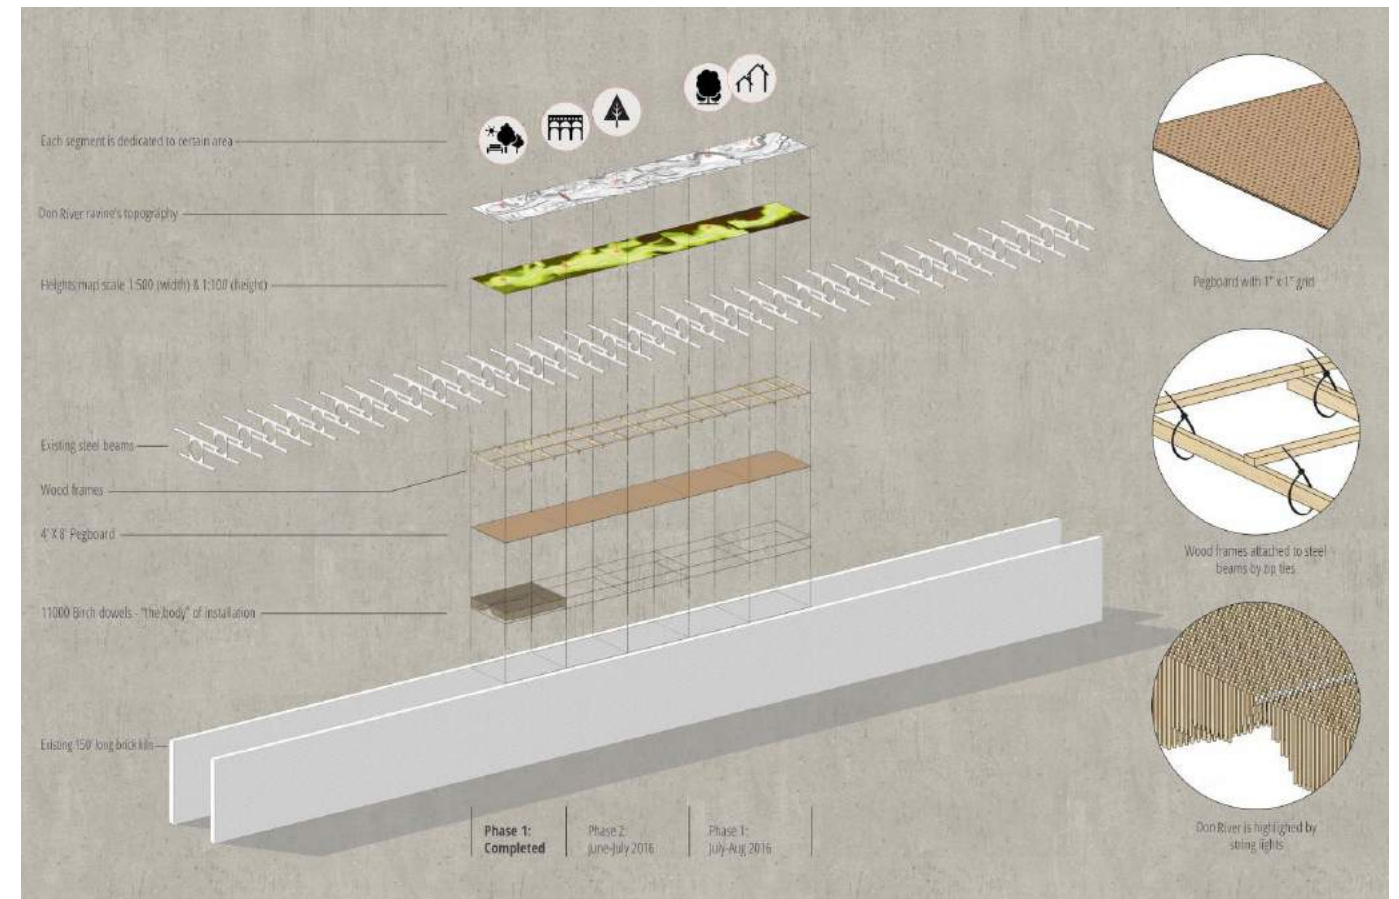 Each segment is dedicated to certain area
Don River ravine's topography
Heights map scale 1:500 (width) & 1:100 (height)
Existing steel beams
Wood frames
4' X 8' Pegboard
11000 Birch dowels - "the body" of installation
Existing 150' long brick kiln
Phase 1:
Completed
Phase 2:
June-July 2016
Phase 1:
July-Aug 2016
Pegboard with 1" x 1" grid
Wood frames attached to steel
beams by zip ties
Don River is highlighed by
string lights